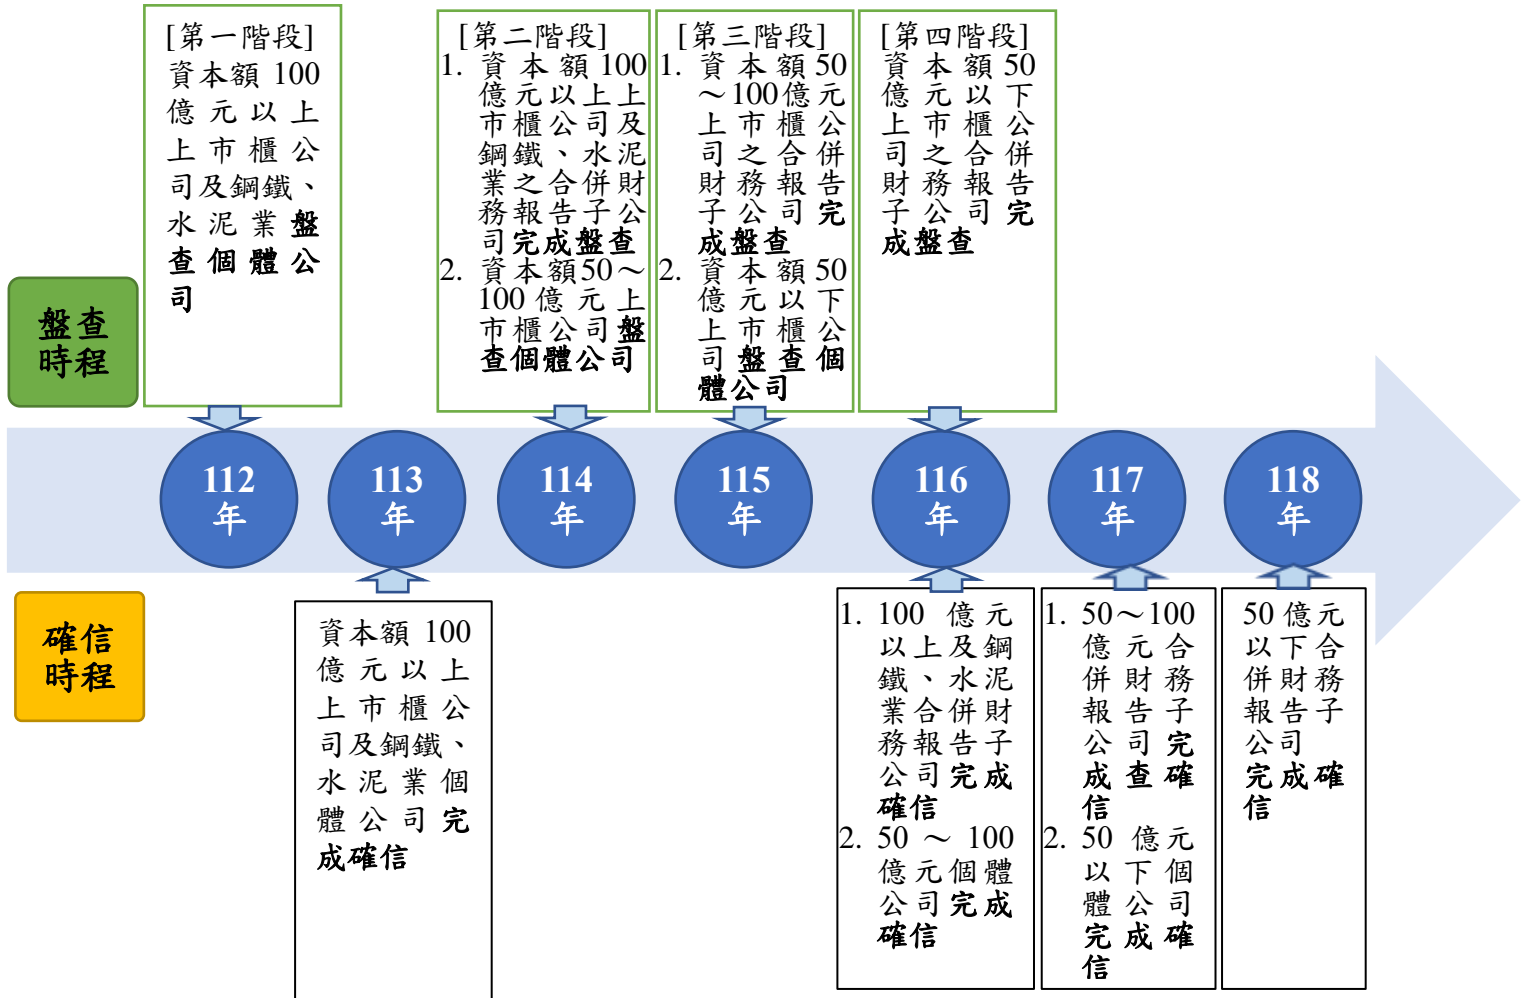 [第一階段]
資本額 100
億元以上
上市櫃公
司及鋼鐵、
水泥業盤
查個體公
司
[第二階段]
1. 資本額 100
億元以上上
市櫃公司及
鋼鐵、水泥
業之合併財
務報告子公
司完成盤查
2. 資本額50～
100 億元上
市櫃公司盤
查個體公司
[第三階段]
1. 資本額 50
～100億元
上市櫃公
司之合併
財務報告
子公司完
成盤查
2. 資本額 50
億元以下
上市櫃公
司盤查個
體公司
[第四階段]
資本額 50
億元以下
上市櫃公
司之合併
財務報告
子公司完
成盤查
盤查
時程
112
年
113
年
114
年
115
年
116
年
117
年
118
年
確信
時程
資本額 100
億元以上
上市櫃公
司及鋼鐵、
水泥業個
體公司完
成確信
1. 100 億元
以上及鋼
鐵、水泥
業合併財
務報告子
公司完成
確信
2. 50 ～ 100
億元個體
公司完成
確信
1. 50～100
億元合
併財務
報告子
公司完
成查確
信
2. 50 億元
以下個
體公司
完成確
信
50 億元
以下合
併財務
報告子
公司
完成確
信